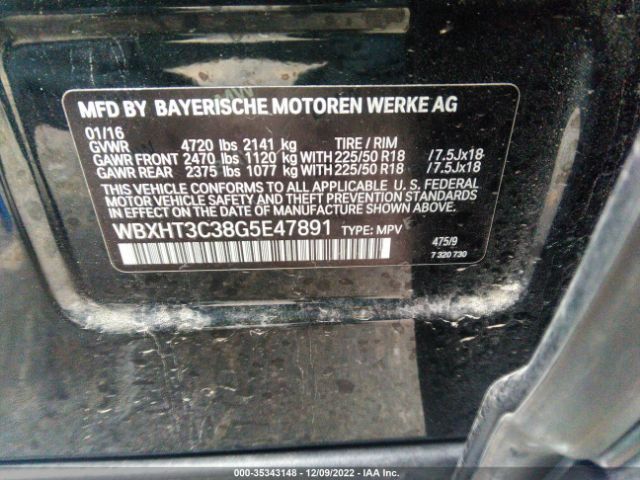 MFD BY BAYERISCHE MOTOREN WERKE AG
01/16
GVWR 4720 lbs 2141 kg TIRE / RIM
GAWR FRONT 2470 lbs 1120 kg WITH 225/50 R18 /7.5Jx18
GAWR REAR 2375 lbs 1077 kg WITH 225/50 R18 /7.5Jx18
THIS VEHICLE CONFORMS TO ALL APPLICABLE U. S. FEDERAL
MOTOR VEHICLE SAFETY, BUMPER, AND THEFT PREVENTION
STANDARDS IN EFFECT ON THE DATE OF MANUFACTURE SHOWN ABOVE.
WBXHT3C38G5E47891 TYPE: MPV
475/9
7 320 730
000-35343148 - 12/09/2022 - IAA Inc.